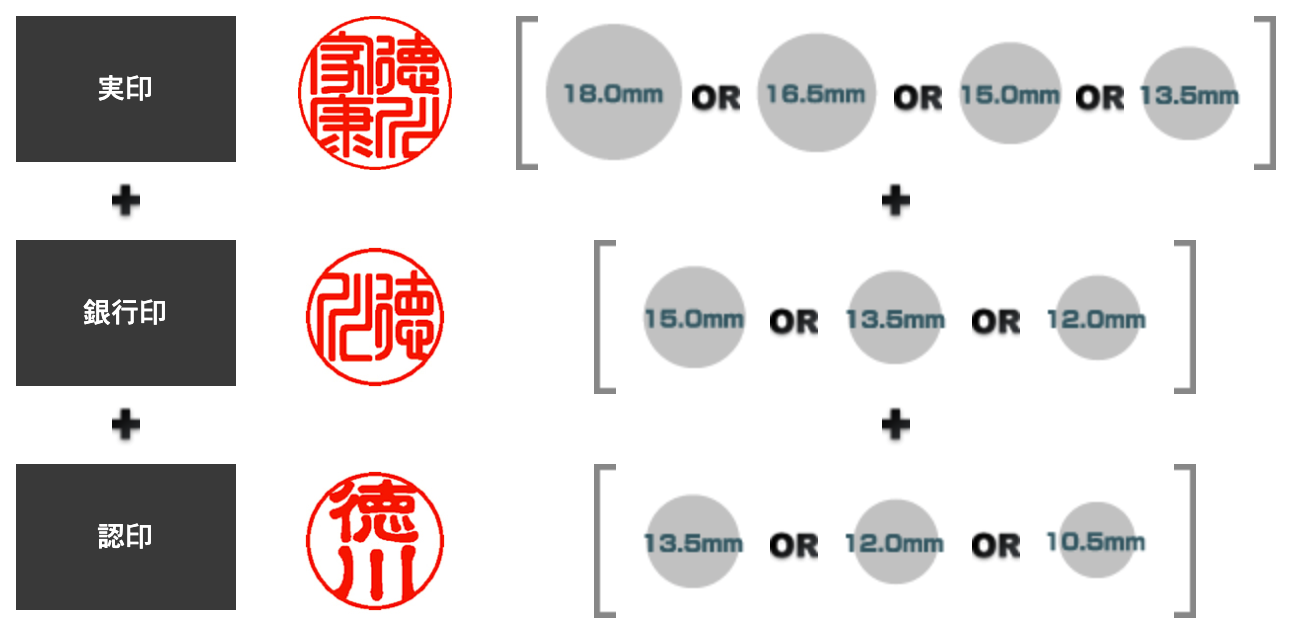 実印
徳川
家康
18.0mm OR 16.5mm OR 15.0mm OR 13.5mm
+
+
銀行印
徳川
15.0mm OR 13.5mm OR 12.0mm
+
+
認印
徳川
13.5mm OR 12.0mm OR 10.5mm